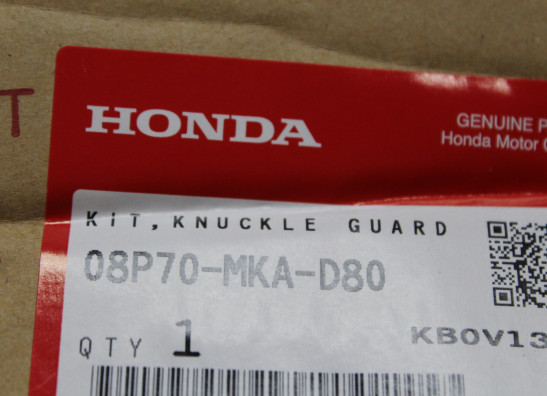 T
HONDA
GENUINE P
Honda Motor C
KIT, KNUCKLE GUARD
08P70-MKA-D80
QTY 1
KB0V13